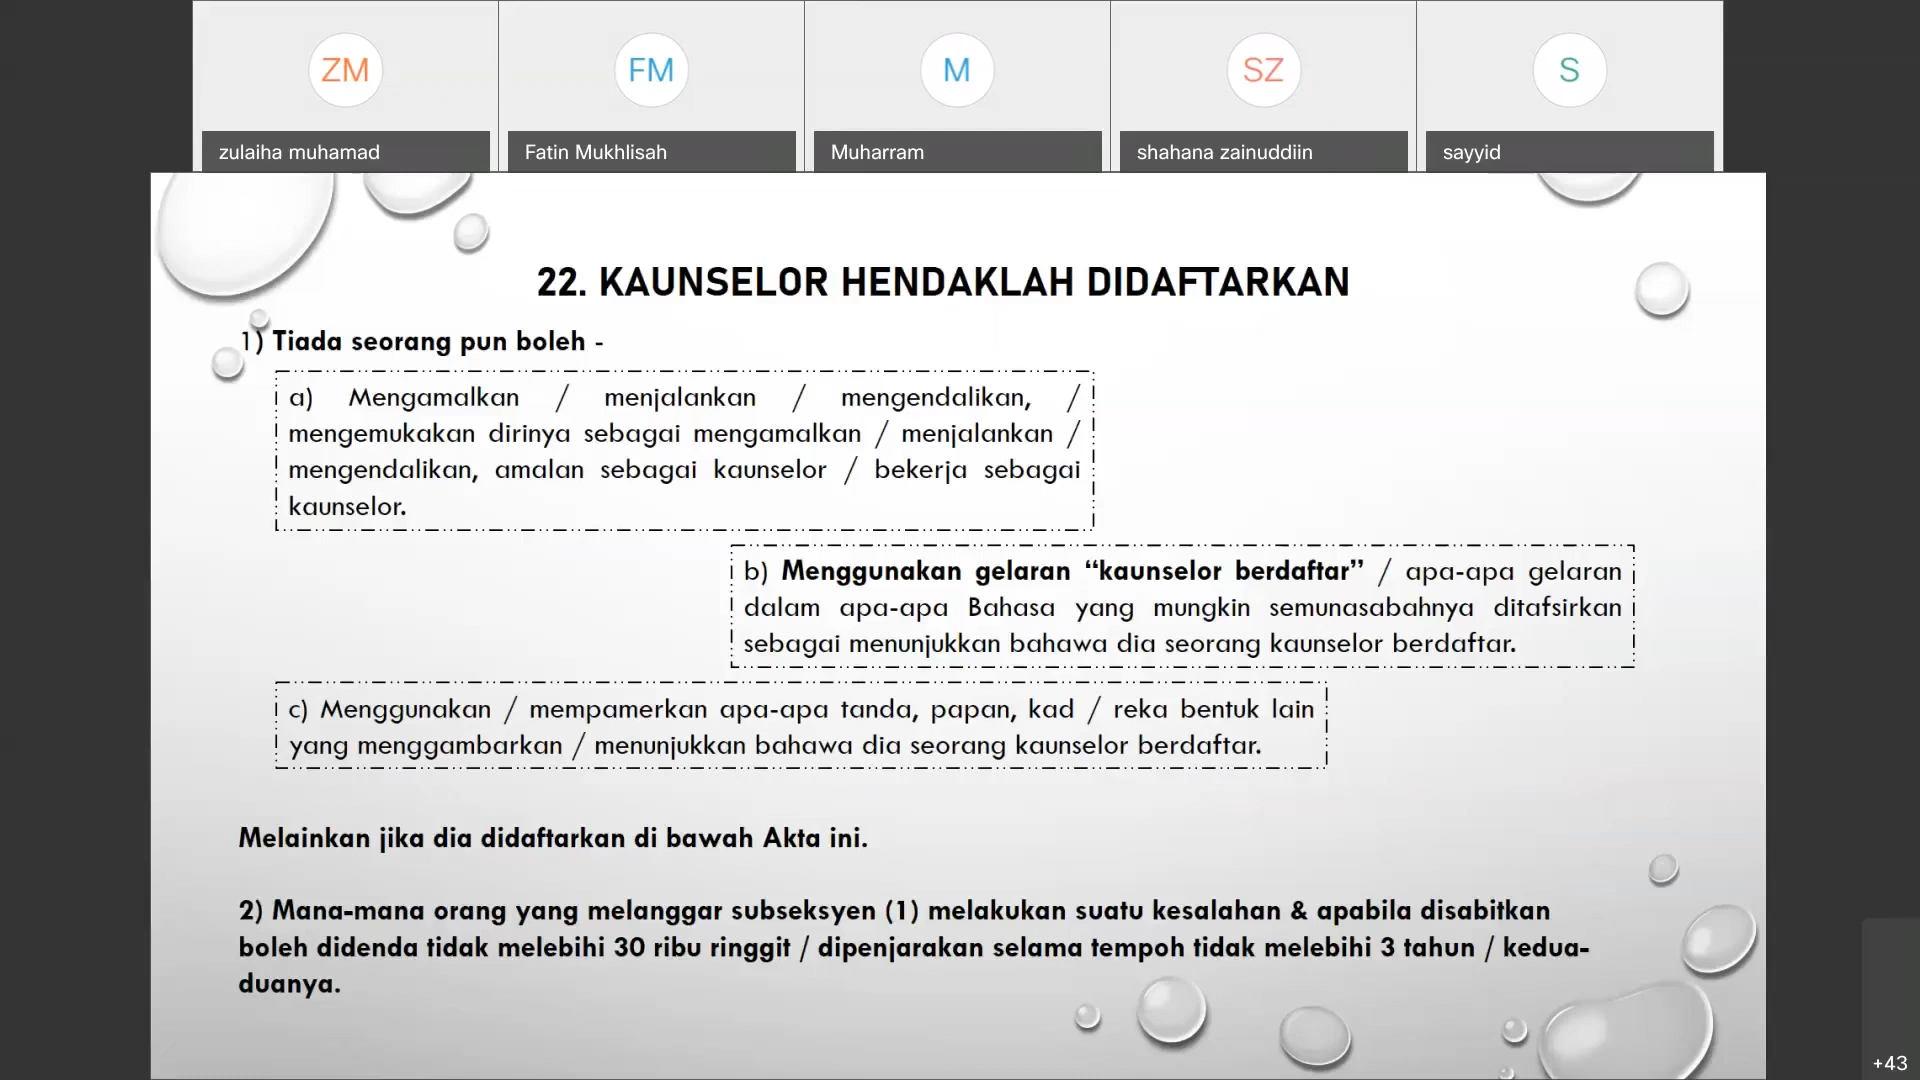 ZM
FM
M
SZ
S
zulaiha muhamad
Fatin Mukhlisah
Muharram
shahana zainuddiin
sayyid
22. KAUNSELOR HENDAKLAH DIDAFTARKAN
1) Tiada seorang pun boleh -
a) Mengamalkan / menjalankan / mengendalikan, /
mengemukakan dirinya sebagai mengamalkan / menjalankan /
mengendalikan, amalan sebagai kaunselor / bekerja sebagai
kaunselor.
b) Menggunakan gelaran “kaunselor berdaftar” / apa-apa gelaran
dalam apa-apa Bahasa yang mungkin semunasabahnya ditafsirkan
sebagai menunjukkan bahawa dia seorang kaunselor berdaftar.
c) Menggunakan / mempamerkan apa-apa tanda, papan, kad / reka bentuk lain
yang menggambarkan / menunjukkan bahawa dia seorang kaunselor berdaftar.
Melainkan jika dia didaftarkan di bawah Akta ini.
2) Mana-mana orang yang melanggar subseksyen (1) melakukan suatu kesalahan & apabila disabitkan
boleh didenda tidak melebihi 30 ribu ringgit / dipenjarakan selama tempoh tidak melebihi 3 tahun / kedua-
duanya.
+43